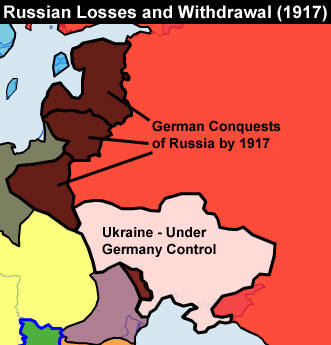 Russian Losses and Withdrawal (1917)
German Conquests
of Russia by 1917
Ukraine - Under
Germany Control